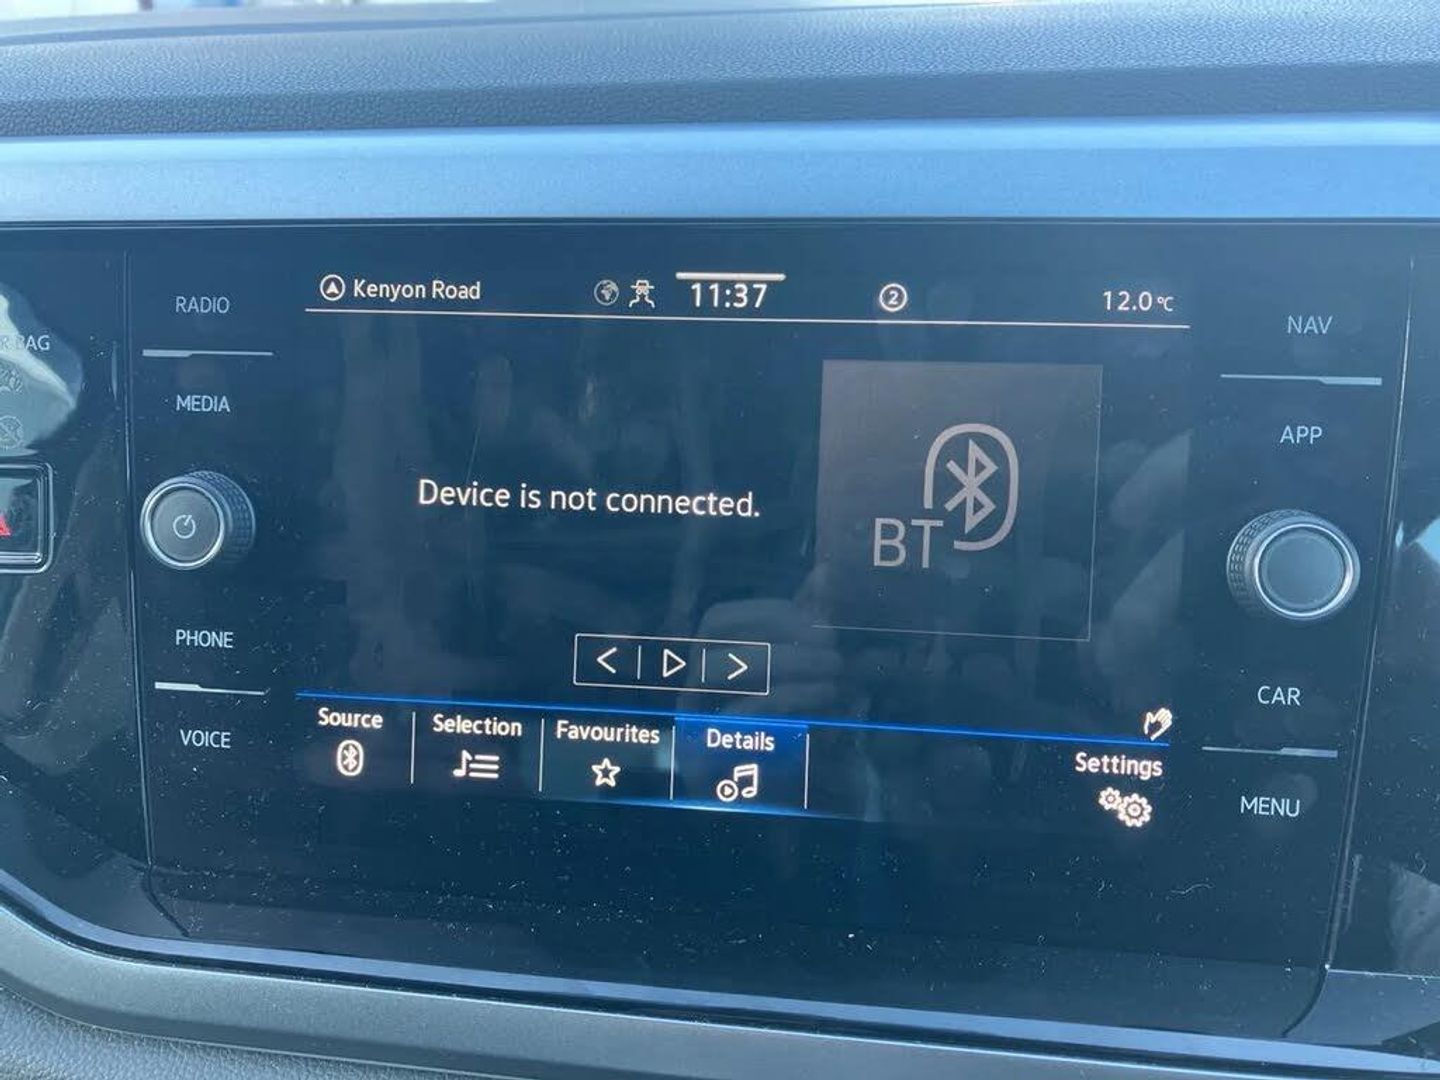 Kenyon Road
11:37
2
12.0°C
RADIO
MEDIA
PHONE
VOICE
NAV
APP
CAR
MENU
Device is not connected.
BT
Source
Selection
Favourites
Details
Settings